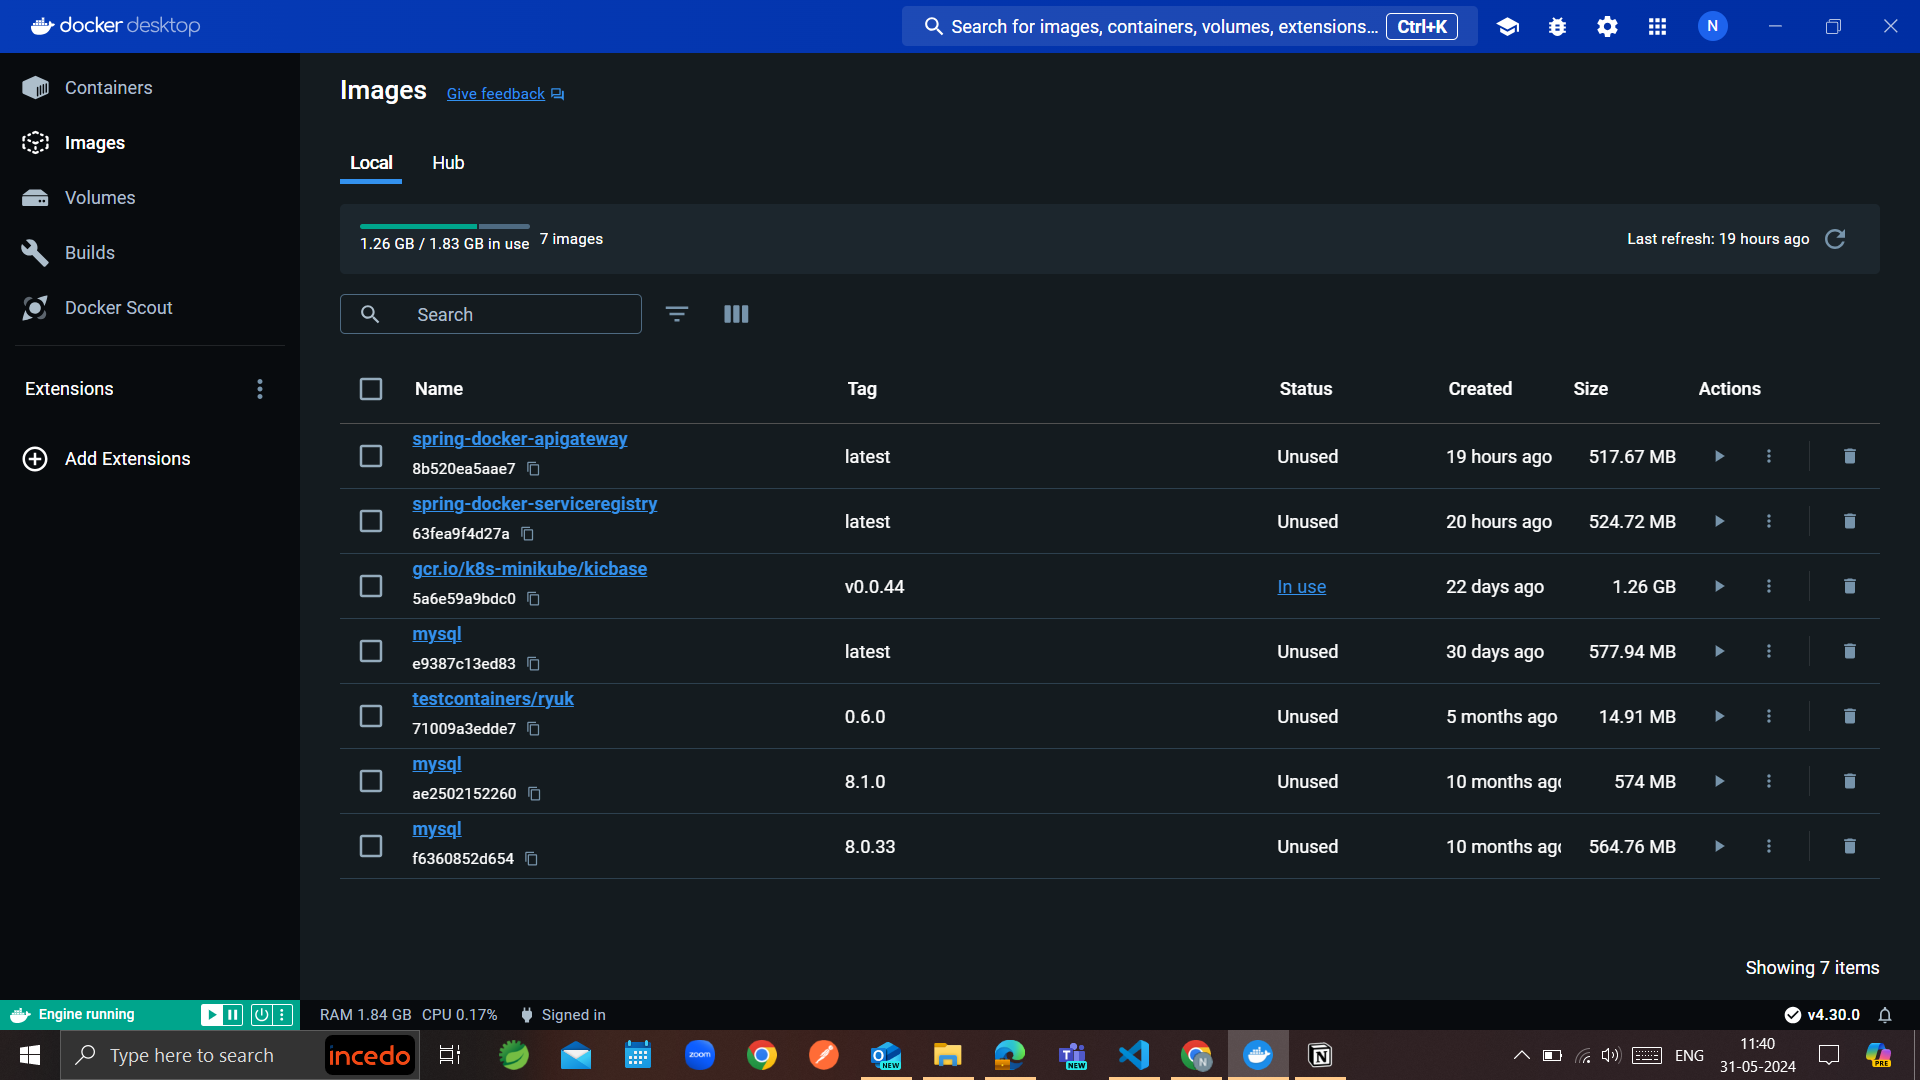 docker desktop
Search for images, containers, volumes, extensions... Ctrl+K
N
Containers
Images
Volumes
Builds
Docker Scout
Extensions
Add Extensions
Images Give feedback
Local Hub
1.26 GB / 1.83 GB in use 7 images
Last refresh: 19 hours ago
Search
Name Tag Status Created Size Actions
spring-docker-apigateway
8b520ea5aae7
latest Unused 19 hours ago 517.67 MB
spring-docker-serviceregistry
63fea9f4d27a
latest Unused 20 hours ago 524.72 MB
gcr.io/k8s-minikube/kicbase
5a6e59a9bdc0
v0.0.44 In use 22 days ago 1.26 GB
mysql
e9387c13ed83
latest Unused 30 days ago 577.94 MB
testcontainers/ryuk
71009a3edde7
0.6.0 Unused 5 months ago 14.91 MB
mysql
ae2502152260
8.1.0 Unused 10 months ago 574 MB
mysql
f6360852d654
8.0.33 Unused 10 months ago 564.76 MB
Showing 7 items
Engine running
RAM 1.84 GB CPU 0.17% Signed in
v4.30.0
Type here to search
incedo
zoom
NEW
NEW
N
ENG
11:40
31-05-2024
PRE